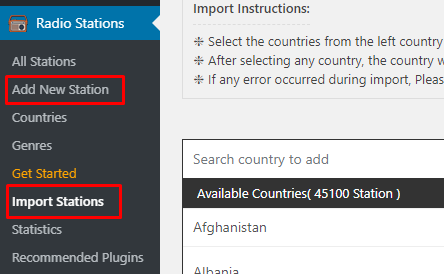 Radio Stations
All Stations
Add New Station
Countries
Genres
Get Started
Import Stations
Statistics
Recommended Plugins
Import Instructions:
❉ Select the countries from the left country
❉ After selecting any country, the country w
❉ If any error occurred during import, Pleas
Search country to add
Available Countries( 45100 Station )
Afghanistan
Albania